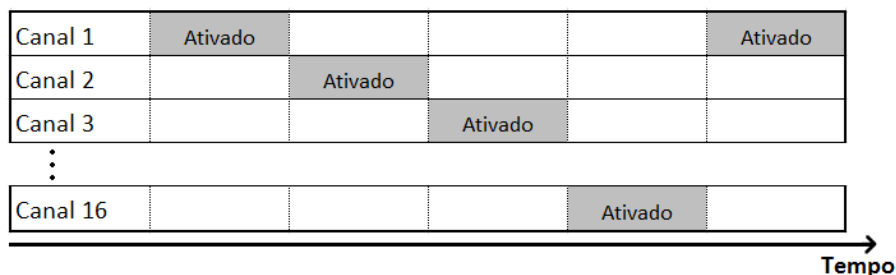 Canal 1 Ativado Ativado
Canal 2 Ativado
Canal 3 Ativado
Canal 16 Ativado
Tempo